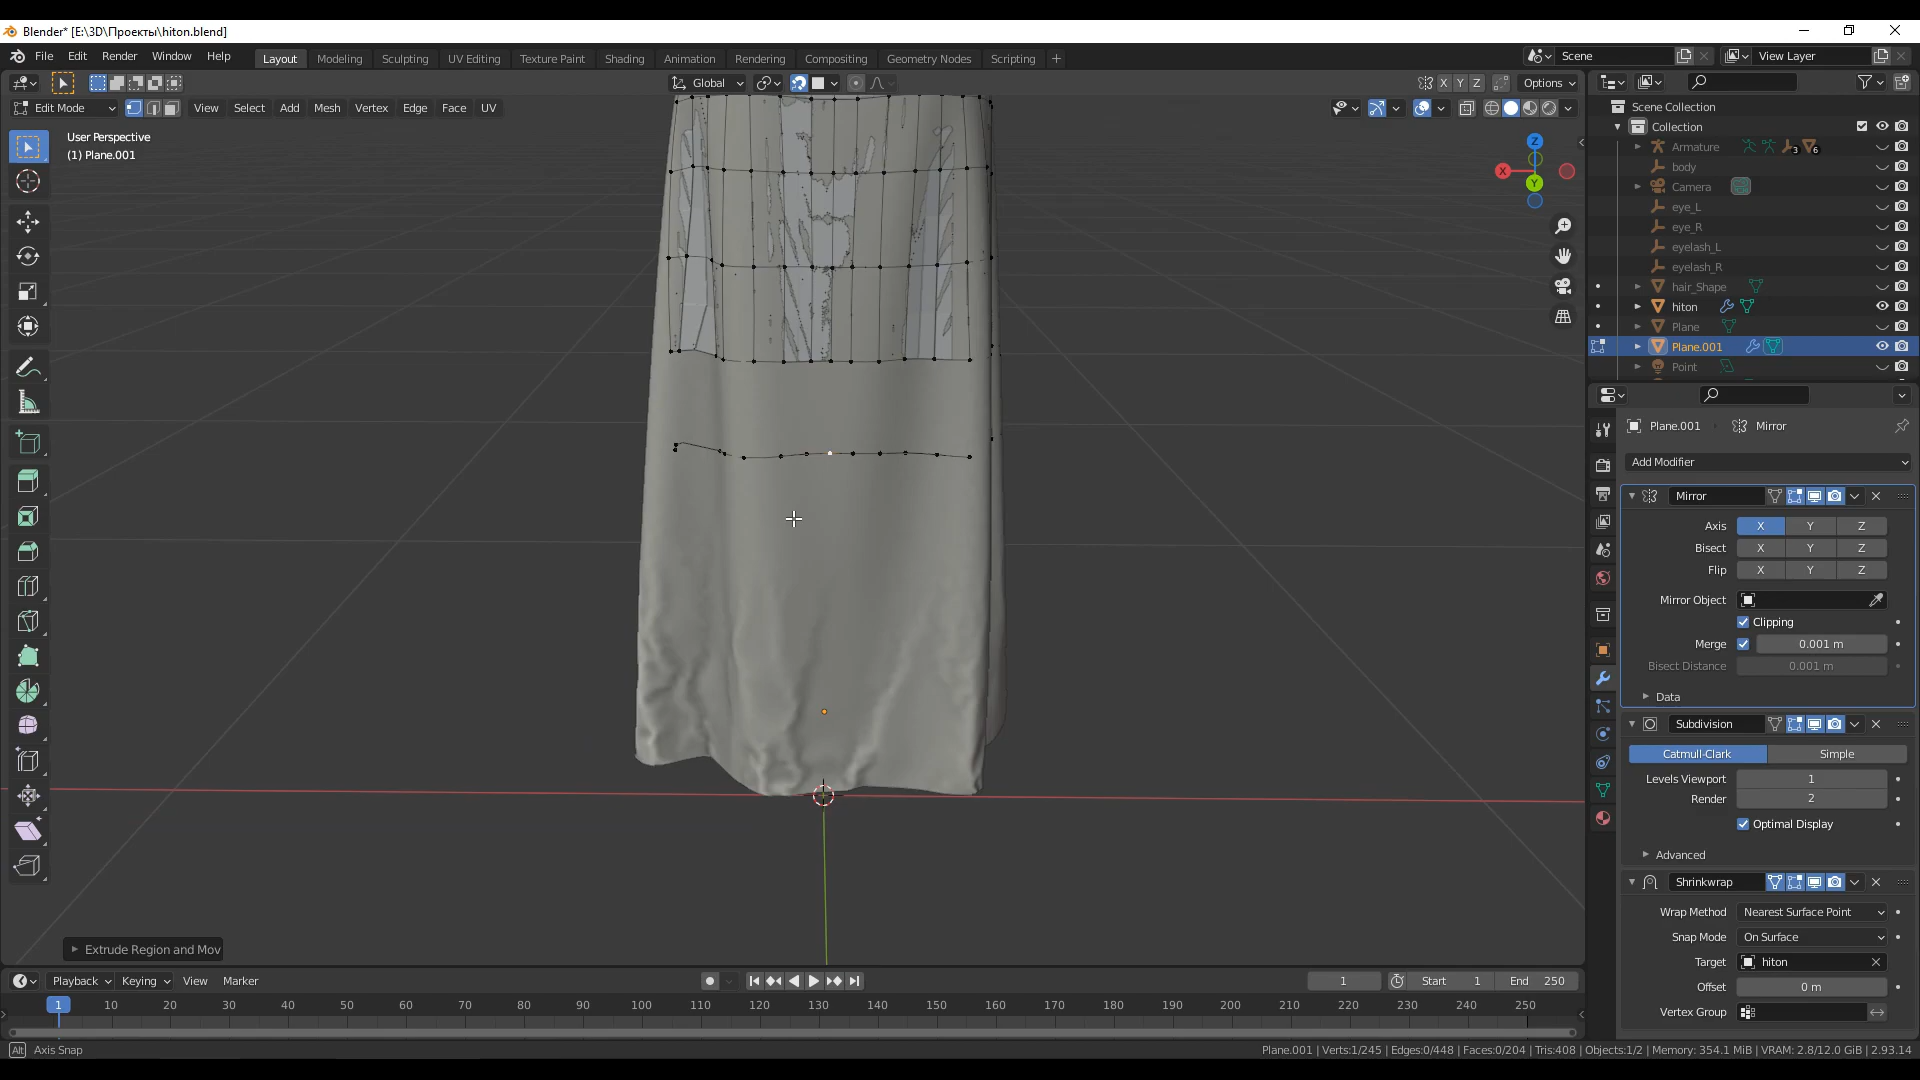 Blender* [E:\3D\Проекты\hiton.blend]
File Edit Render Window Help Layout Modeling Sculpting UV Editing Texture Paint Shading Animation Rendering Compositing Geometry Nodes Scripting + Scene View Layer
Global X Y Z Options
Edit Mode View Select Add Mesh Vertex Edge Face UV
User Perspective
(1) Plane.001
Z
X
Y
Scene Collection
Collection
Armature 3 6
body
Camera
eye_L
eye_R
eyelash_L
eyelash_R
hair_Shape
hiton
Plane
Plane.001
Point
Plane.001 Mirror
Add Modifier
Mirror
Axis X Y Z
Bisect X Y Z
Flip X Y Z
Mirror Object
Clipping
Merge 0.001 m
Bisect Distance 0.001 m
Data
Subdivision
Catmull-Clark Simple
Levels Viewport 1
Render 2
Optimal Display
Advanced
Shrinkwrap
Wrap Method Nearest Surface Point
Snap Mode On Surface
Target hiton
Offset 0 m
Vertex Group
Extrude Region and Mov
Playback Keying View Marker 1 Start 1 End 250
1 10 20 30 40 50 60 70 80 90 100 110 120 130 140 150 160 170 180 190 200 210 220 230 240 250
Alt Axis Snap Plane.001 | Verts:1/245 | Edges:0/448 | Faces:0/204 | Tris:408 | Objects:1/2 | Memory: 354.1 MiB | VRAM: 2.8/12.0 GiB | 2.93.14